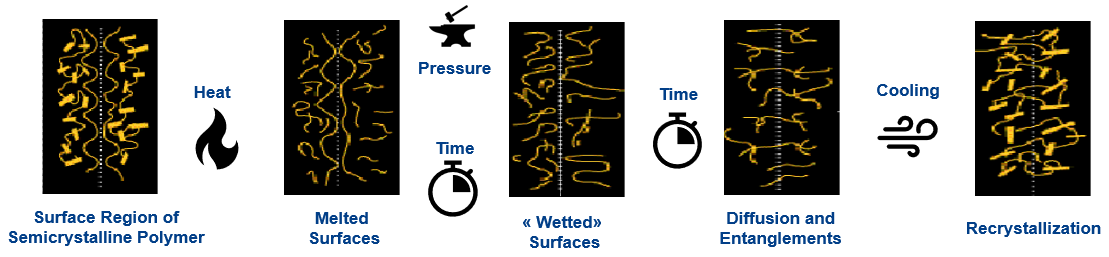 Surface Region of
Semicrystalline Polymer
Heat
Melted
Surfaces
Pressure
Time
« Wetted»
Surfaces
Time
Diffusion and
Entanglements
Cooling
Recrystallization